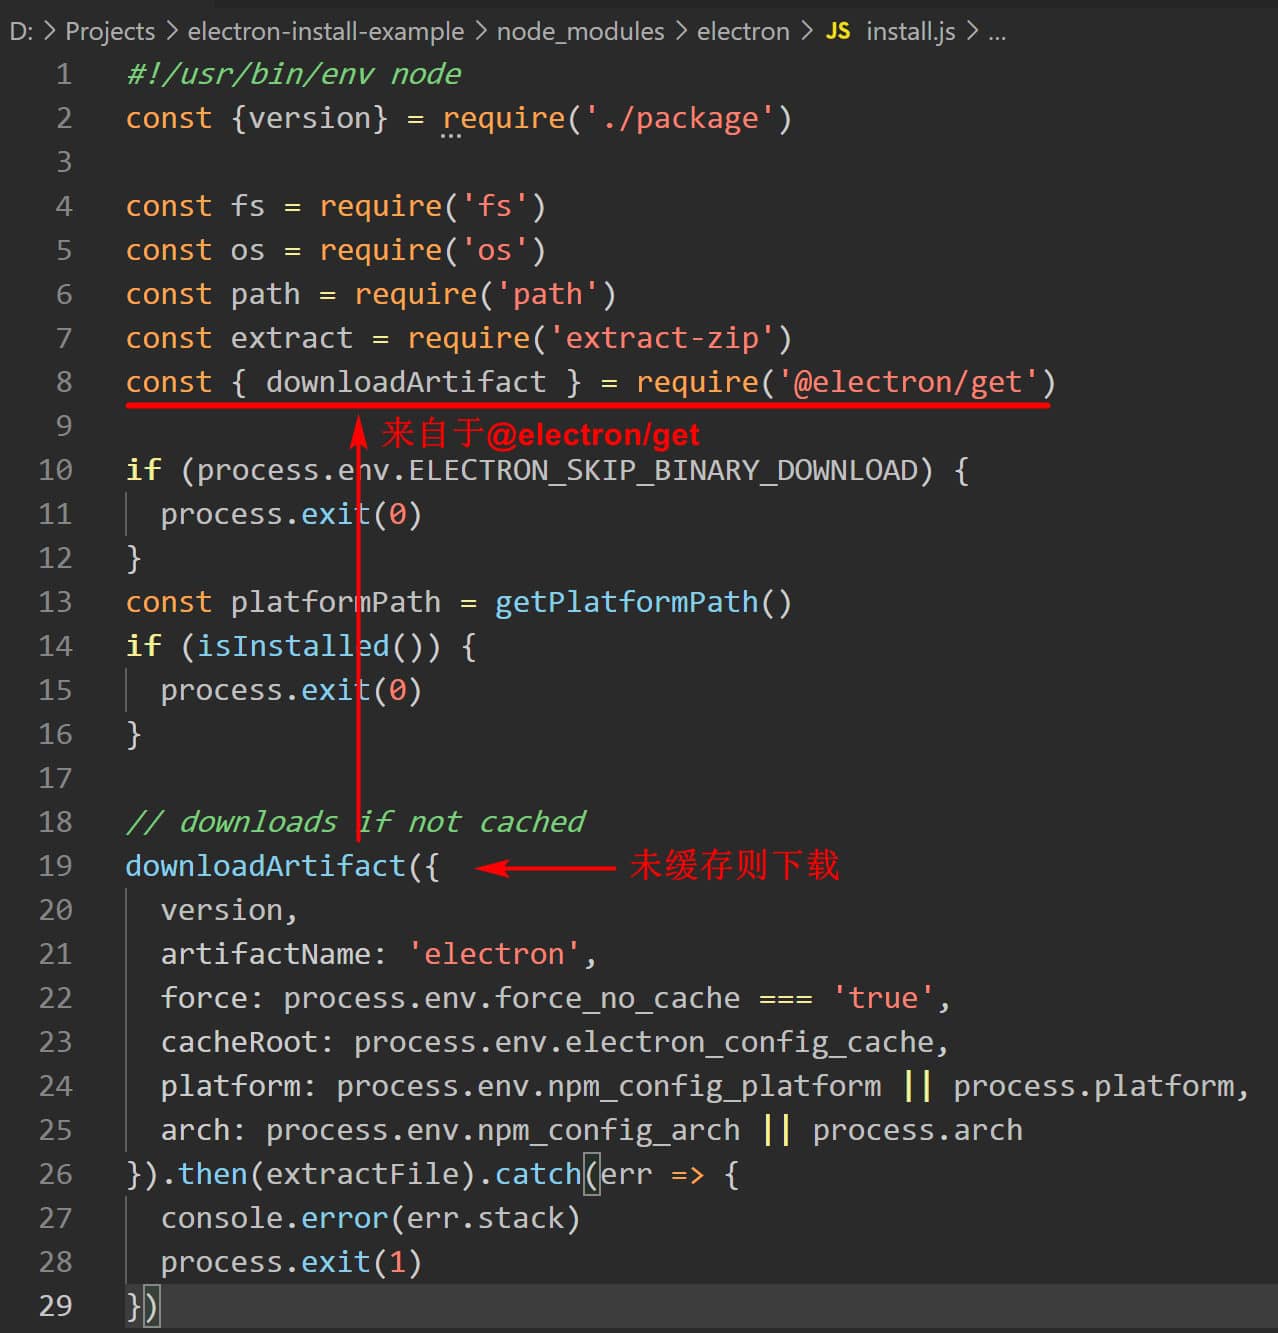 D: > Projects > electron-install-example > node_modules > electron > JS install.js > ...
1 #!/usr/bin/env node
2 const {version} = require('./package')
3
4 const fs = require('fs')
5 const os = require('os')
6 const path = require('path')
7 const extract = require('extract-zip')
8 const { downloadArtifact } = require('@electron/get')
9
来自于@electron/get
10 if (process.env.ELECTRON_SKIP_BINARY_DOWNLOAD) {
11   process.exit(0)
12 }
13 const platformPath = getPlatformPath()
14 if (isInstalled()) {
15   process.exit(0)
16 }
17
18 // downloads if not cached
19 downloadArtifact({ 未缓存则下载
20   version,
21   artifactName: 'electron',
22   force: process.env.force_no_cache === 'true',
23   cacheRoot: process.env.electron_config_cache,
24   platform: process.env.npm_config_platform || process.platform,
25   arch: process.env.npm_config_arch || process.arch
26 }).then(extractFile).catch(err => {
27   console.error(err.stack)
28   process.exit(1)
29 })